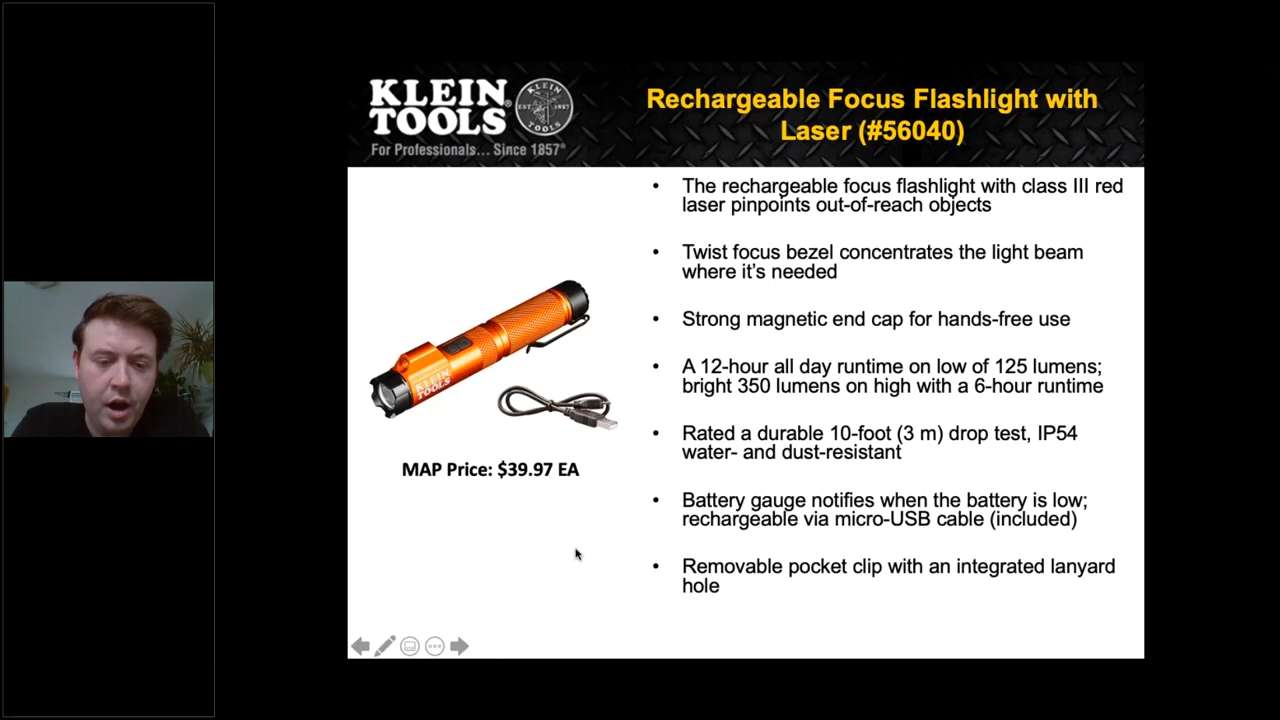 KLEIN
TOOLS®
For Professionals... Since 1857®
KLEIN
EST. 1857
TOOLS
Rechargeable Focus Flashlight with
Laser (#56040)
• The rechargeable focus flashlight with class III red
laser pinpoints out-of-reach objects
• Twist focus bezel concentrates the light beam
where it’s needed
• Strong magnetic end cap for hands-free use
• A 12-hour all day runtime on low of 125 lumens;
bright 350 lumens on high with a 6-hour runtime
• Rated a durable 10-foot (3 m) drop test, IP54
water- and dust-resistant
• Battery gauge notifies when the battery is low;
rechargeable via micro-USB cable (included)
• Removable pocket clip with an integrated lanyard
hole
KLEIN
TOOLS
MAP Price: $39.97 EA